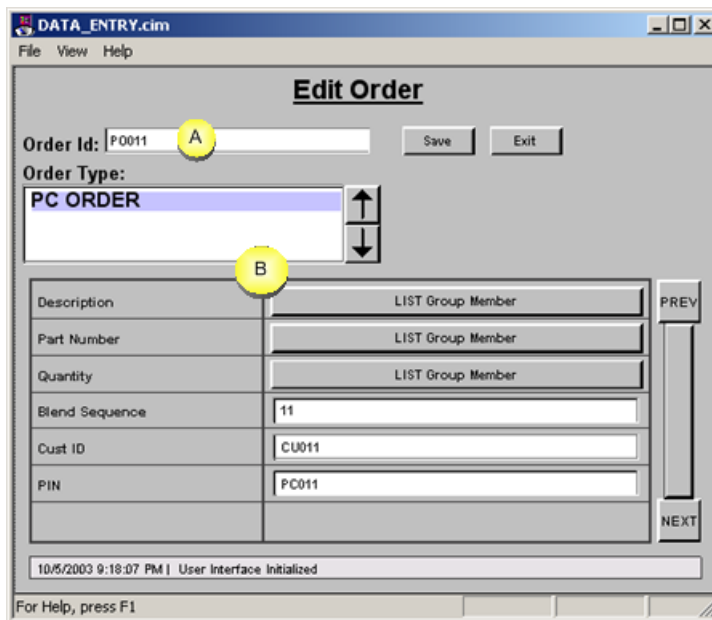 DATA_ENTRY.cim
File View Help
Edit Order
Order Id: PO011 A Save Exit
Order Type:
PC ORDER
B
Description LIST Group Member PREV
Part Number LIST Group Member
Quantity LIST Group Member
Blend Sequence 11
Cust ID CU011
PIN PC011
NEXT
10/5/2003 9:18:07 PM | User Interface Initialized
For Help, press F1